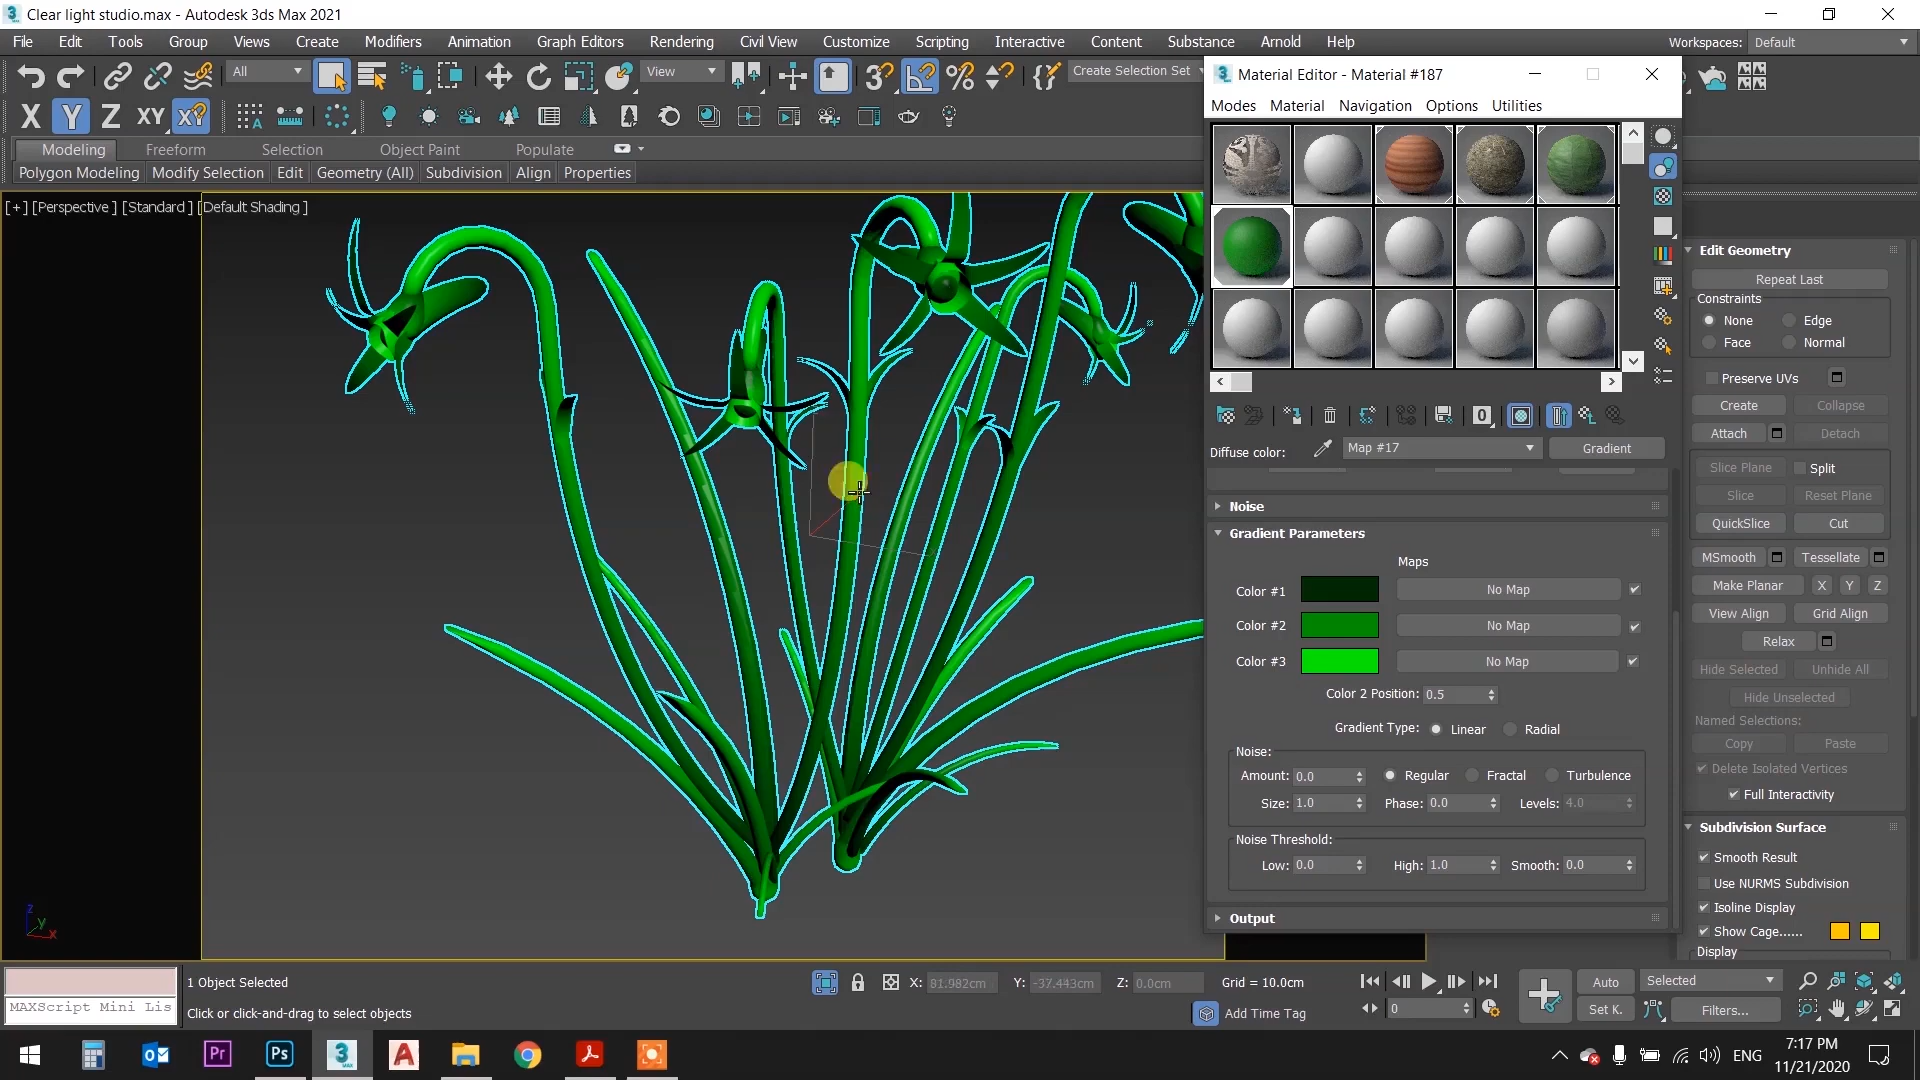 Clear light studio.max - Autodesk 3ds Max 2021
File Edit Tools Group Views Create Modifiers Animation Graph Editors Rendering Civil View Customize Scripting Interactive Content Substance Arnold Help
Workspaces: Default
All
View
Create Selection Set
X Y Z XY
Modeling Freeform Selection Object Paint Populate
Polygon Modeling Modify Selection Edit Geometry (All) Subdivision Align Properties
[+] [Perspective ] [Standard ] [Default Shading ]
Material Editor - Material #187
Modes Material Navigation Options Utilities
Diffuse color: Map #17 Gradient
Noise
Gradient Parameters
Maps
Color #1 No Map
Color #2 No Map
Color #3 No Map
Color 2 Position: 0.5
Gradient Type: Linear Radial
Noise:
Amount: 0.0 Regular Fractal Turbulence
Size: 1.0 Phase: 0.0 Levels: 4.0
Noise Threshold:
Low: 0.0 High: 1.0 Smooth: 0.0
Output
Edit Geometry
Repeat Last
Constraints
None Edge
Face Normal
Preserve UVs
Create Collapse
Attach Detach
Slice Plane Split
Slice Reset Plane
QuickSlice Cut
MSmooth Tessellate
Make Planar X Y Z
View Align Grid Align
Relax
Hide Selected Unhide All
Hide Unselected
Named Selections:
Copy Paste
Delete Isolated Vertices
Full Interactivity
Subdivision Surface
Smooth Result
Use NURMS Subdivision
Isoline Display
Show Cage......
Display
z
y
x
MAXScript Mini Lis
1 Object Selected
Click or click-and-drag to select objects
X: 81.982cm Y: -37.443cm Z: 0.0cm Grid = 10.0cm
Add Time Tag
0
Auto Selected
Set K. Filters...
Pr Ps 3 MAX A
ENG
7:17 PM
11/21/2020